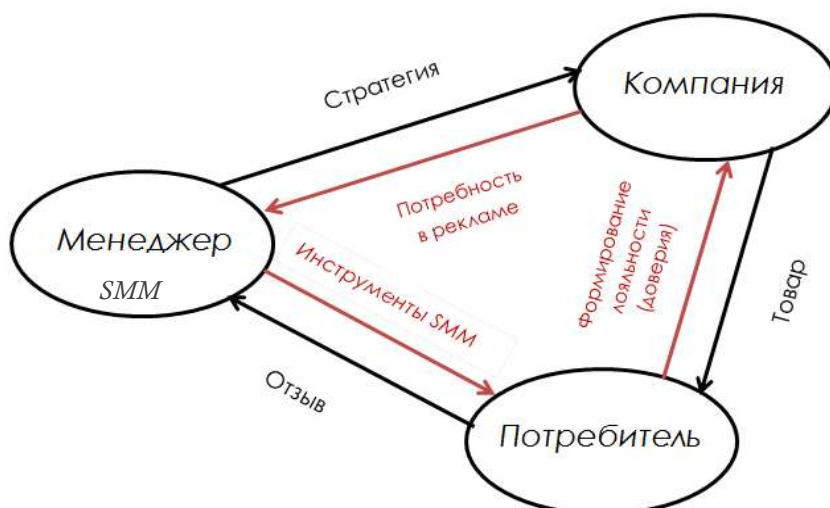 Компания
Стратегия
Потребность
в рекламе
Менеджер
SMM
Инструменты SMM
Формирование
лояльности
(доверия)
Товар
Отзыв
Потребитель